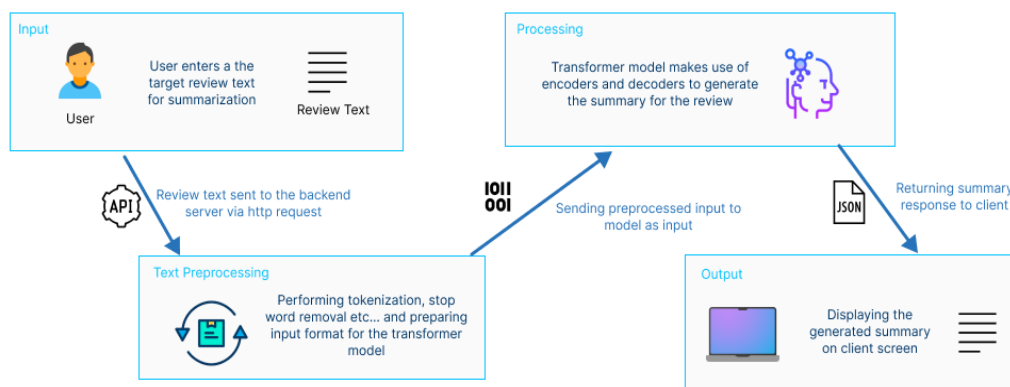 Input
User enters a the
target review text
for summarization
User
Review Text
API
Review text sent to the backend
server via http request
Text Preprocessing
Performing tokenization, stop
word removal etc... and preparing
input format for the transformer
model
1011
001
Sending preprocessed input to
model as input
Processing
Transformer model makes use of
encoders and decoders to generate
the summary for the review
JSON
Returning summary
response to client
Output
Displaying the
generated summary
on client screen